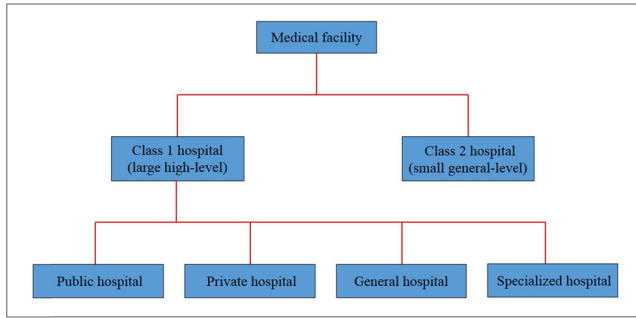 Medical facility
Class 1 hospital
(large high-level)
Class 2 hospital
(small general-level)
Public hospital
Private hospital
General hospital
Specialized hospital